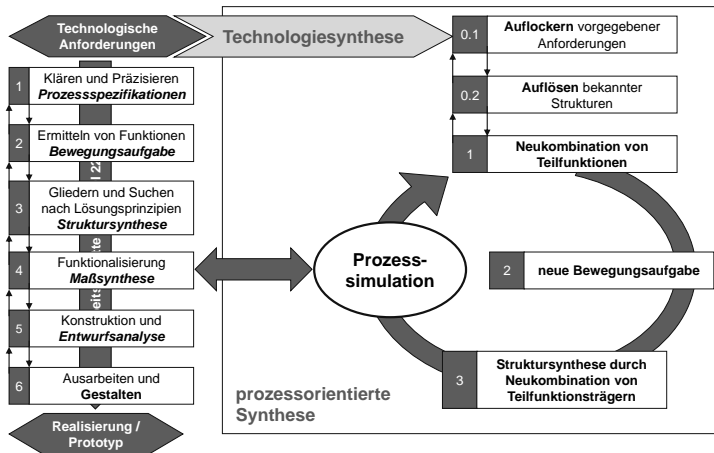 Technologische
Anforderungen
Technologiesynthese
1
Klären und Präzisieren
Prozessspezifikationen
2
Ermitteln von Funktionen
Bewegungsaufgabe
3
Gliedern und Suchen
nach Lösungsprinzipien
Struktursynthese
4
Funktionalisierung
Maßsynthese
5
Konstruktion und
Entwurfsanalyse
6
Ausarbeiten und
Gestalten
Realisierung /
Prototyp
0.1
Auflockern vorgegebener
Anforderungen
0.2
Auflösen bekannter
Strukturen
1
Neukombination von
Teilfunktionen
Prozess-
simulation
2
neue Bewegungsaufgabe
3
Struktursynthese durch
Neukombination von
Teilfunktionsträgern
prozessorientierte
Synthese